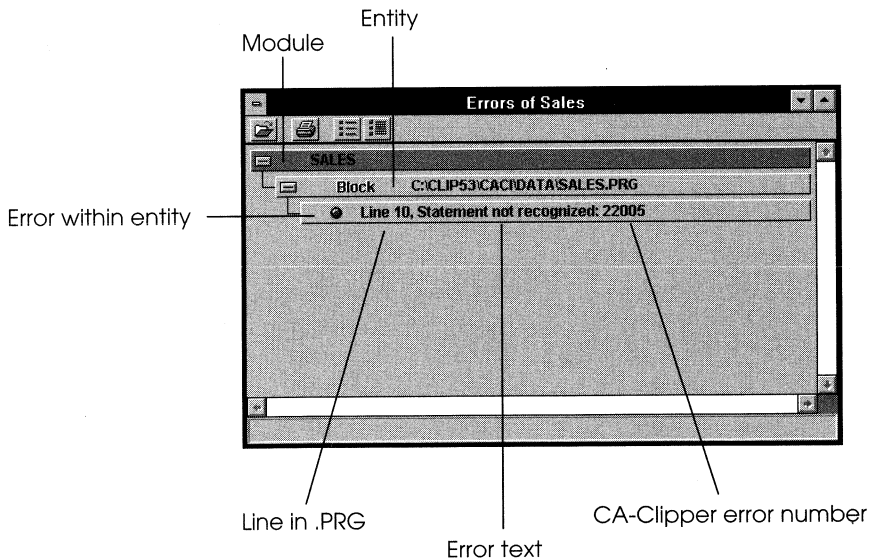 Entity
Module
Errors of Sales
SALES
Block C:\CLIP53\CACI\DATA\SALES.PRG
Error within entity
Line 10, Statement not recognized: 22005
Line in .PRG
CA-Clipper error number
Error text